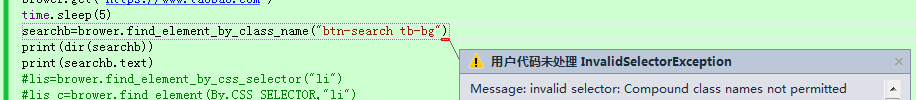 brower.get("https://www.taobao.com")
time.sleep(5)
searchb=brower.find_element_by_class_name("btn-search tb-bg")
print(dir(searchb))
print(searchb.text)
#lis=brower.find_element_by_css_selector("li")
#lis_c=brower.find_element(By.CSS_SELECTOR,"li")
用户代码未处理 InvalidSelectorException
Message: invalid selector: Compound class names not permitted